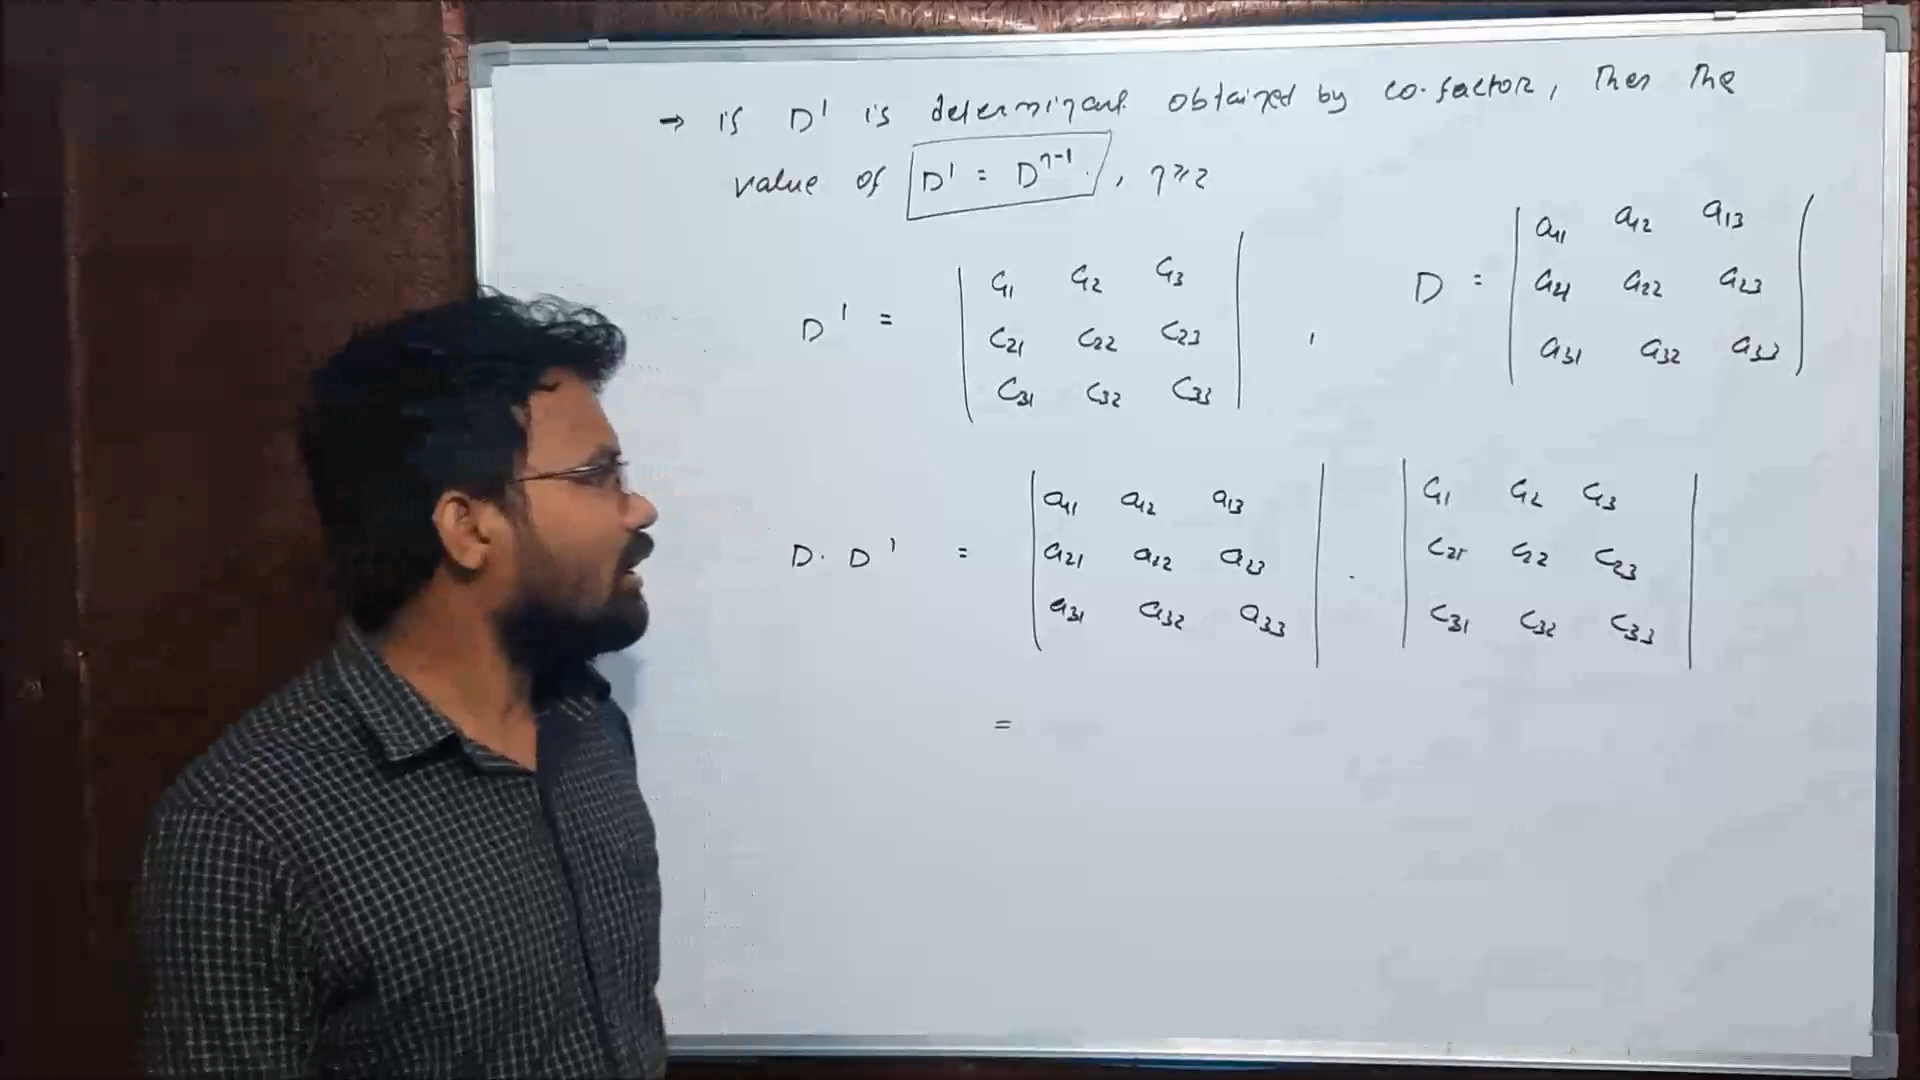 → if D' is determinant obtained by co-factor, then the
value of D' = Dⁿ⁻¹, n≥2
D' = | C₁₁ C₁₂ C₁₃ | , D = | a₁₁ a₁₂ a₁₃ |
| C₂₁ C₂₂ C₂₃ | | a₂₁ a₂₂ a₂₃ |
| C₃₁ C₃₂ C₃₃ | | a₃₁ a₃₂ a₃₃ |
D. D' = | a₁₁ a₁₂ a₁₃ | . | C₁₁ C₁₂ C₁₃ |
| a₂₁ a₂₂ a₂₃ | | C₂₁ C₂₂ C₂₃ |
| a₃₁ a₃₂ a₃₃ | | C₃₁ C₃₂ C₃₃ |
=